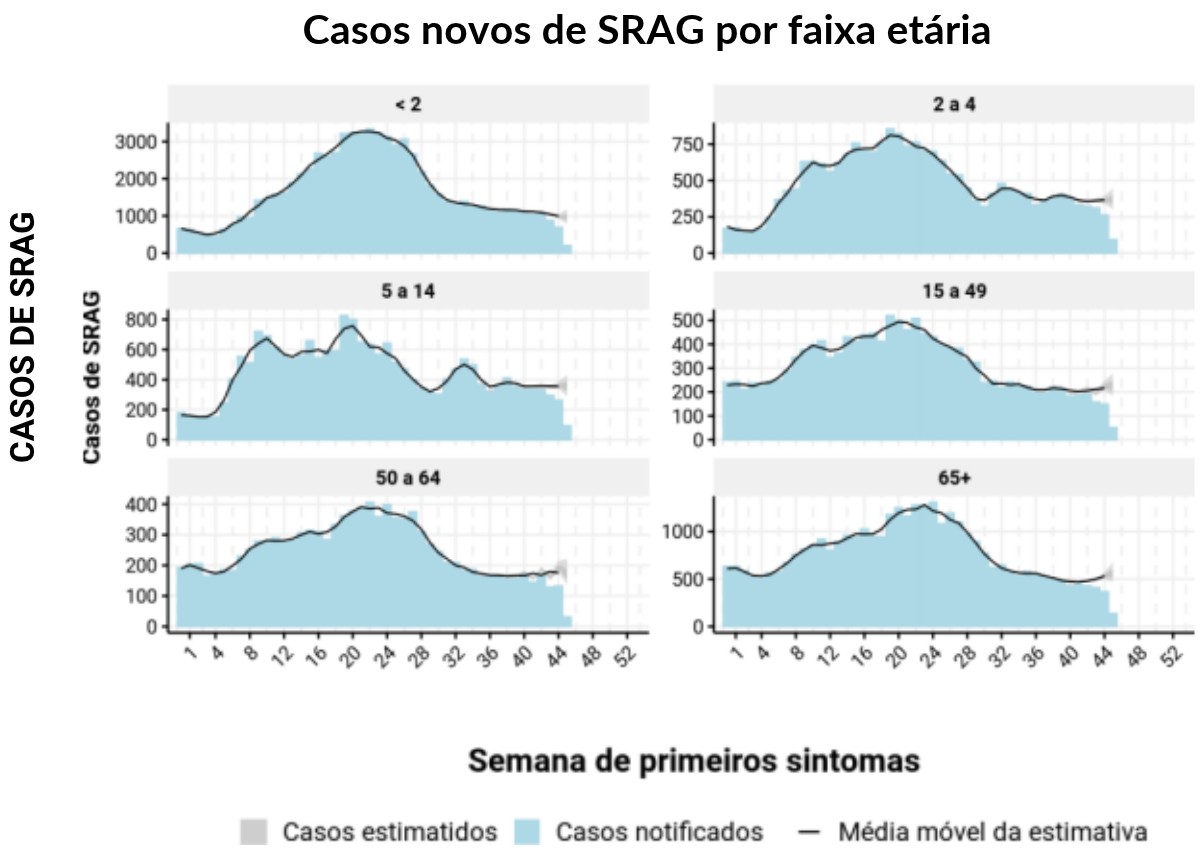 Casos novos de SRAG por faixa etária
CASOS DE SRAG
Casos de SRAG
< 2
3000
2000
1000
0
2 a 4
750
500
250
0
5 a 14
800
600
400
200
0
15 a 49
500
400
300
200
100
0
50 a 64
400
300
200
100
0
65+
1000
500
0
1 4 8 12 16 20 24 28 32 36 40 44 48 52
1 4 8 12 16 20 24 28 32 36 40 44 48 52
Semana de primeiros sintomas
Casos estimatidos Casos notificados Média móvel da estimativa